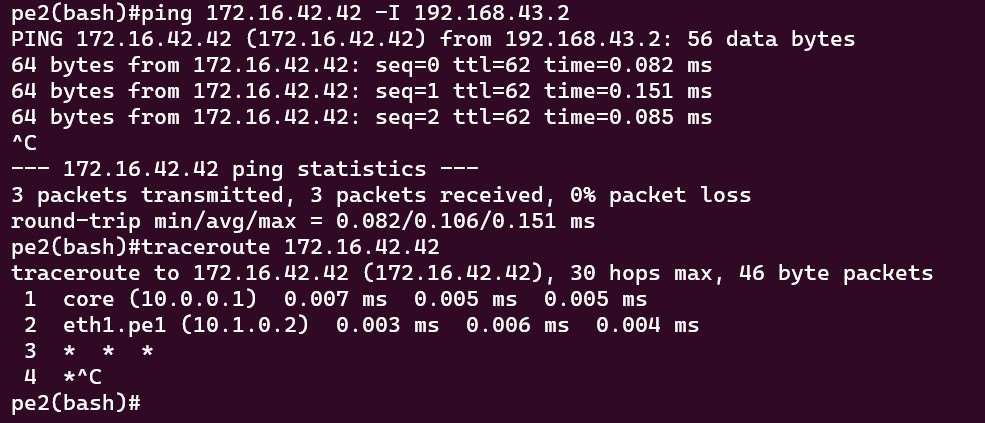 pe2(bash)#ping 172.16.42.42 -I 192.168.43.2
PING 172.16.42.42 (172.16.42.42) from 192.168.43.2: 56 data bytes
64 bytes from 172.16.42.42: seq=0 ttl=62 time=0.082 ms
64 bytes from 172.16.42.42: seq=1 ttl=62 time=0.151 ms
64 bytes from 172.16.42.42: seq=2 ttl=62 time=0.085 ms
^C
--- 172.16.42.42 ping statistics ---
3 packets transmitted, 3 packets received, 0% packet loss
round-trip min/avg/max = 0.082/0.106/0.151 ms
pe2(bash)#traceroute 172.16.42.42
traceroute to 172.16.42.42 (172.16.42.42), 30 hops max, 46 byte packets
 1  core (10.0.0.1)  0.007 ms  0.005 ms  0.005 ms
 2  eth1.pe1 (10.1.0.2)  0.003 ms  0.006 ms  0.004 ms
 3  *  *  *
 4  *^C
pe2(bash)#